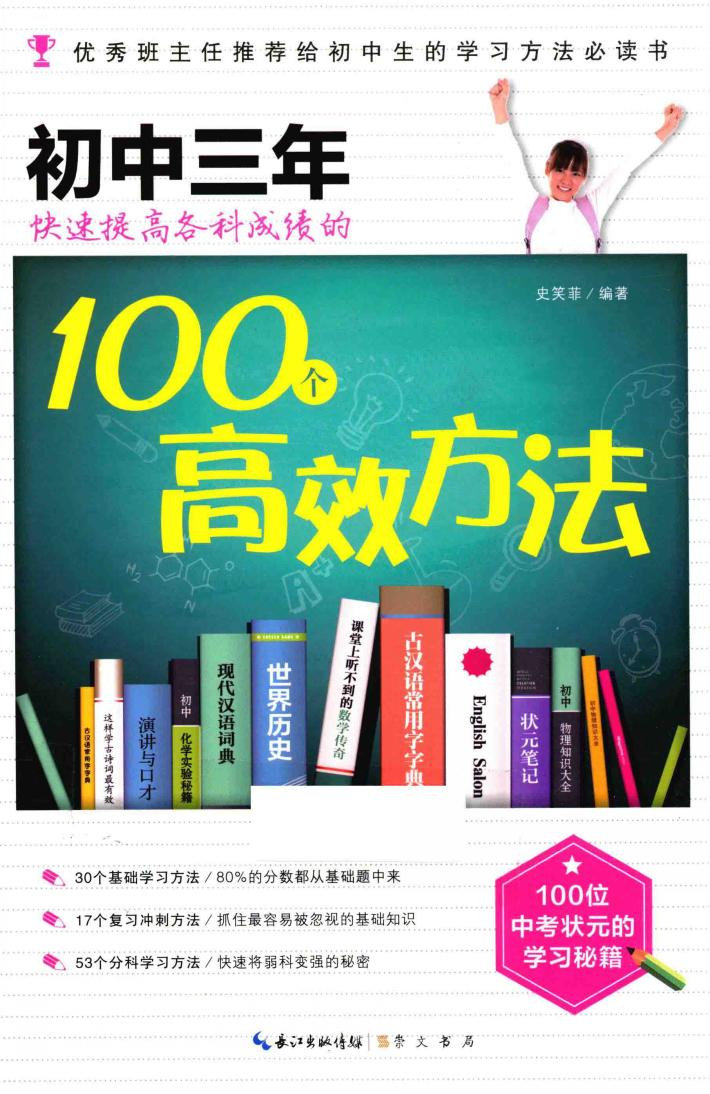 优秀班主任推荐给初中生的学习方法必读书
初中三年
快速提高各科成绩的
史笑菲/编著
100个
高效方法
古汉语常用字字典
这样学古诗词最有效
演讲与口才
初中
化学实验秘籍
现代汉语词典
世界历史
课堂上听不到的数学传奇
古汉语常用字字典
English Salon
状元笔记
初中
物理知识大全
初中物理知识大全
30个基础学习方法/80%的分数都从基础题中来
17个复习冲刺方法/抓住最容易被忽视的基础知识
53个分科学习方法/快速将弱科变强的秘密
100位
中考状元的
学习秘籍
长江出版传媒
崇文书局